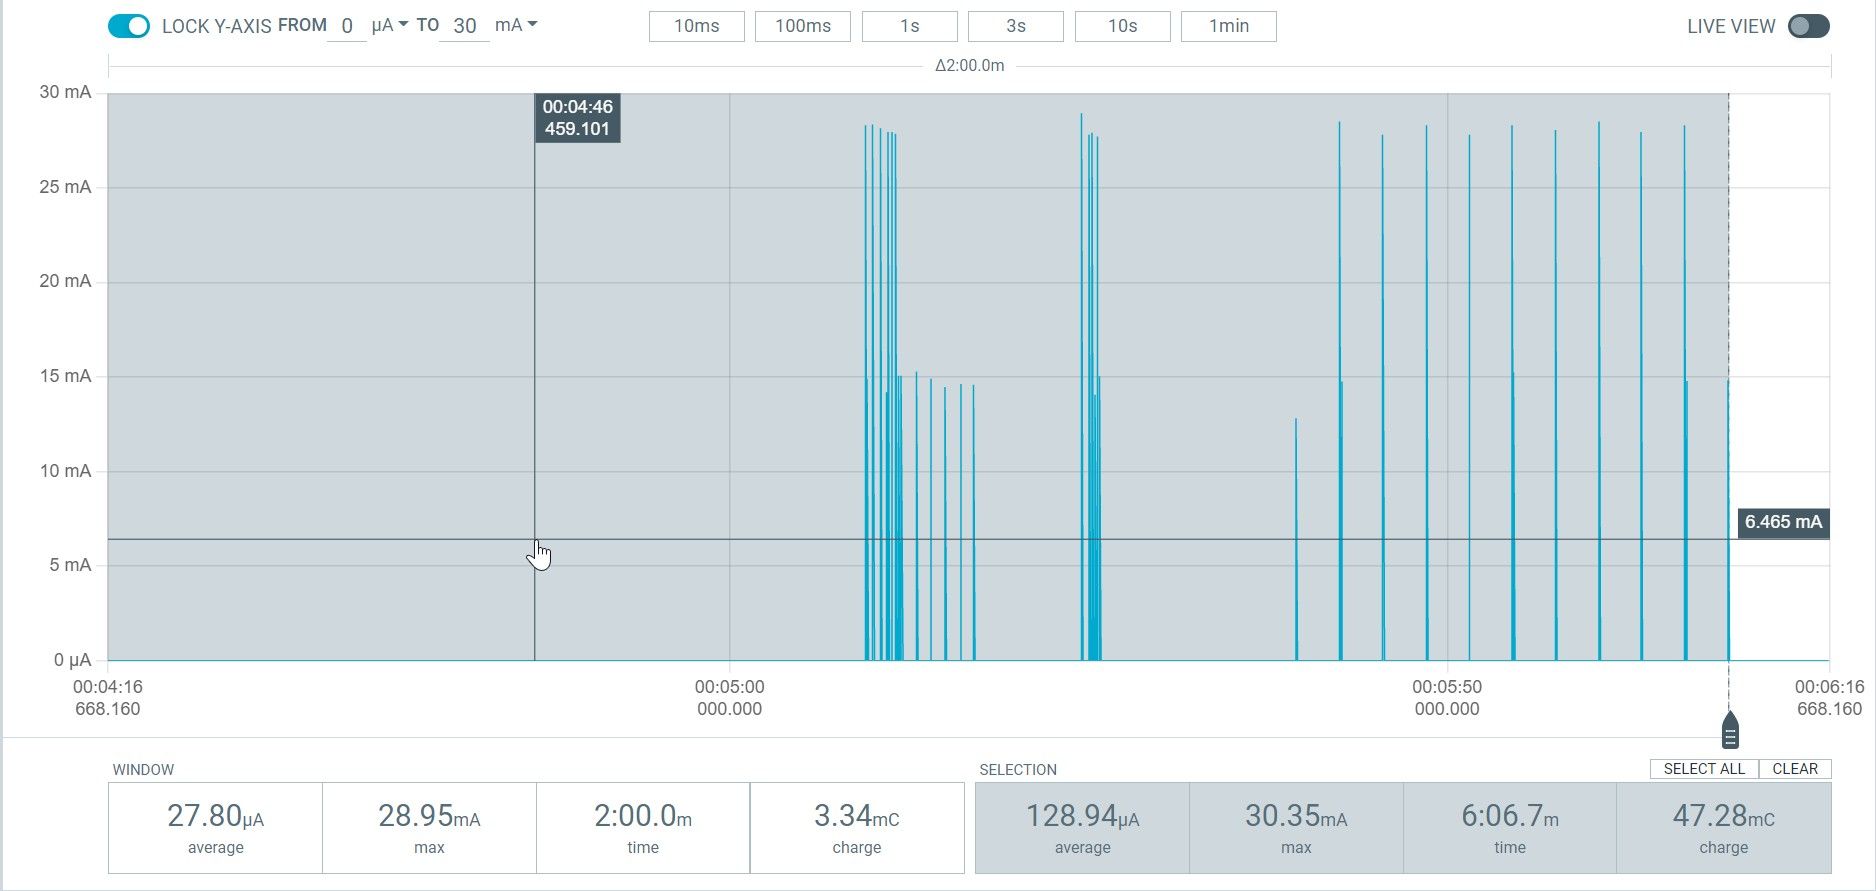 LOCK Y-AXIS FROM 0 µA TO 30 mA 10ms 100ms 1s 3s 10s 1min LIVE VIEW
Δ2:00.0m
30 mA
00:04:46
459.101
25 mA
20 mA
15 mA
10 mA
6.465 mA
5 mA
0 µA
00:04:16 00:05:00 00:05:50 00:06:16
668.160 000.000 000.000 668.160
WINDOW SELECTION SELECT ALL CLEAR
27.80µA 28.95mA 2:00.0m 3.34mC 128.94µA 30.35mA 6:06.7m 47.28mC
average max time charge average max time charge